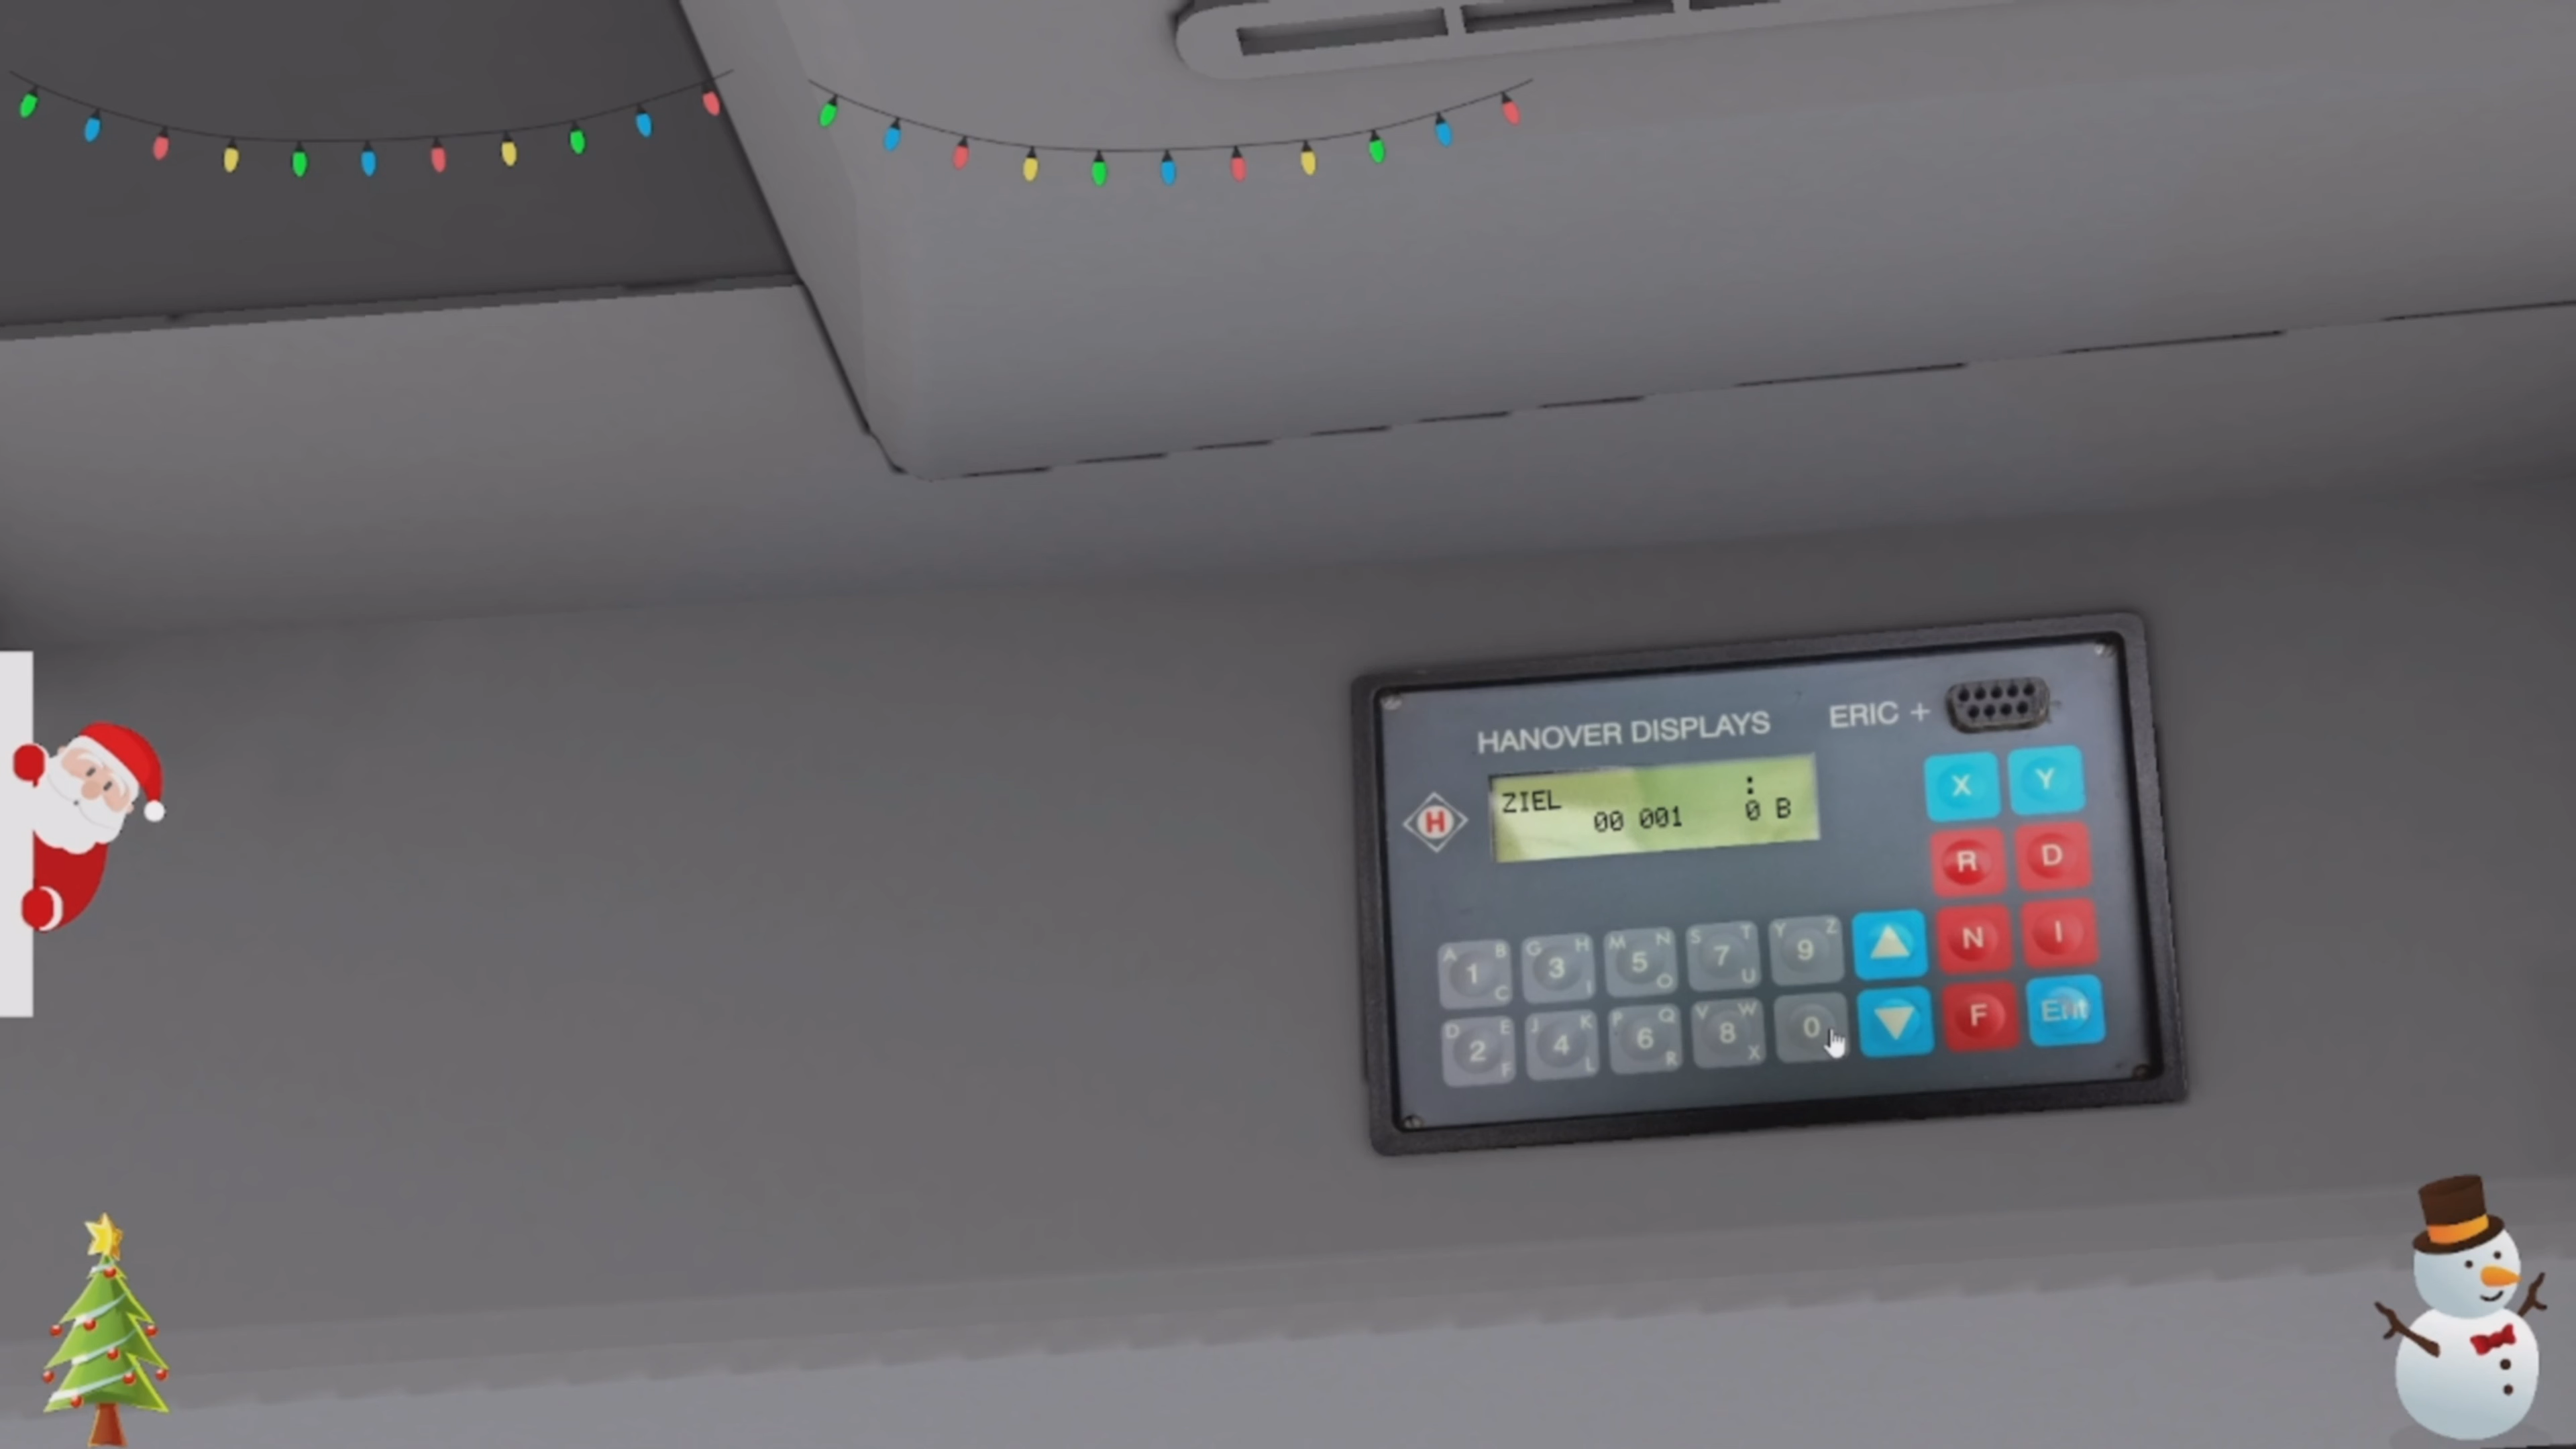 HANOVER DISPLAYS
ERIC +
H
ZIEL :
00 001 0 B
X Y
R D
A B 1 C
G H 3 I
M N 5 O
S T 7 U
Y Z 9
N I
D E 2 F
J K 4 L
P Q 6 R
V W 8 X
0
F Ent